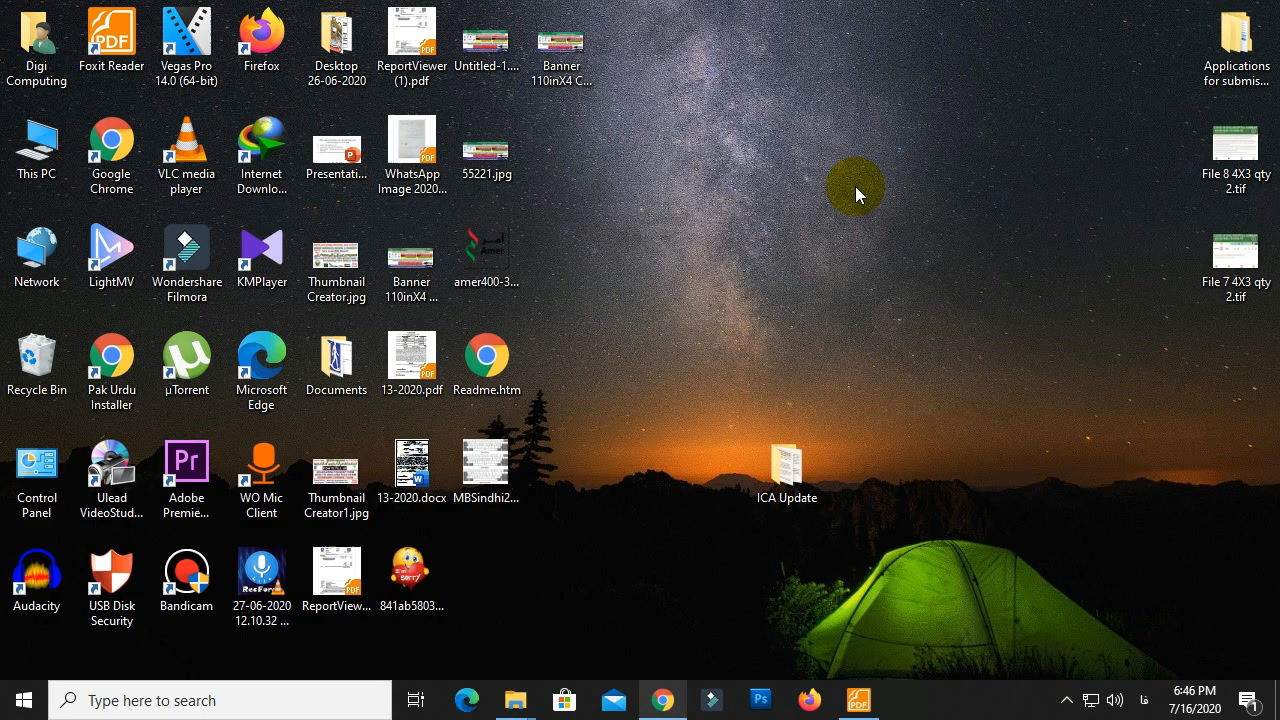 Digi
Computing
Foxit Reader
Vegas Pro
14.0 (64-bit)
Firefox
Desktop
26-06-2020
ReportViewer
(1).pdf
Untitled-1....
Banner
110inX4 C...
Applications
for submis...
This PC
Google
Chrome
VLC media
player
Internet
Downlo...
Presentati...
WhatsApp
Image 2020...
55221.jpg
File 8 4X3 qty
2.tif
Network
LightMV
Wondershare
Filmora
KMPlayer
Thumbnail
Creator.jpg
Banner
110inX4 ...
آمــر
Amer
amer400-3...
File 7 4X3 qty
2.tif
Recycle Bin
Pak Urdu
Installer
µTorrent
Microsoft
Edge
Documents
13-2020.pdf
Readme.htm
Control
Panel
Ulead
VideoStud...
Adobe
Premie...
WO Mic
Client
Thumbnail
Creator1.jpg
13-2020.docx
MBSindhi2...
ICA Update
Audacity
USB Disk
Security
Bandicam
RecForge
27-06-2020
12.10.32 ...
ReportView...
I'm
sorry
841ab5803...
Type here to search
فا
6:46 PM
7/16/2020
1